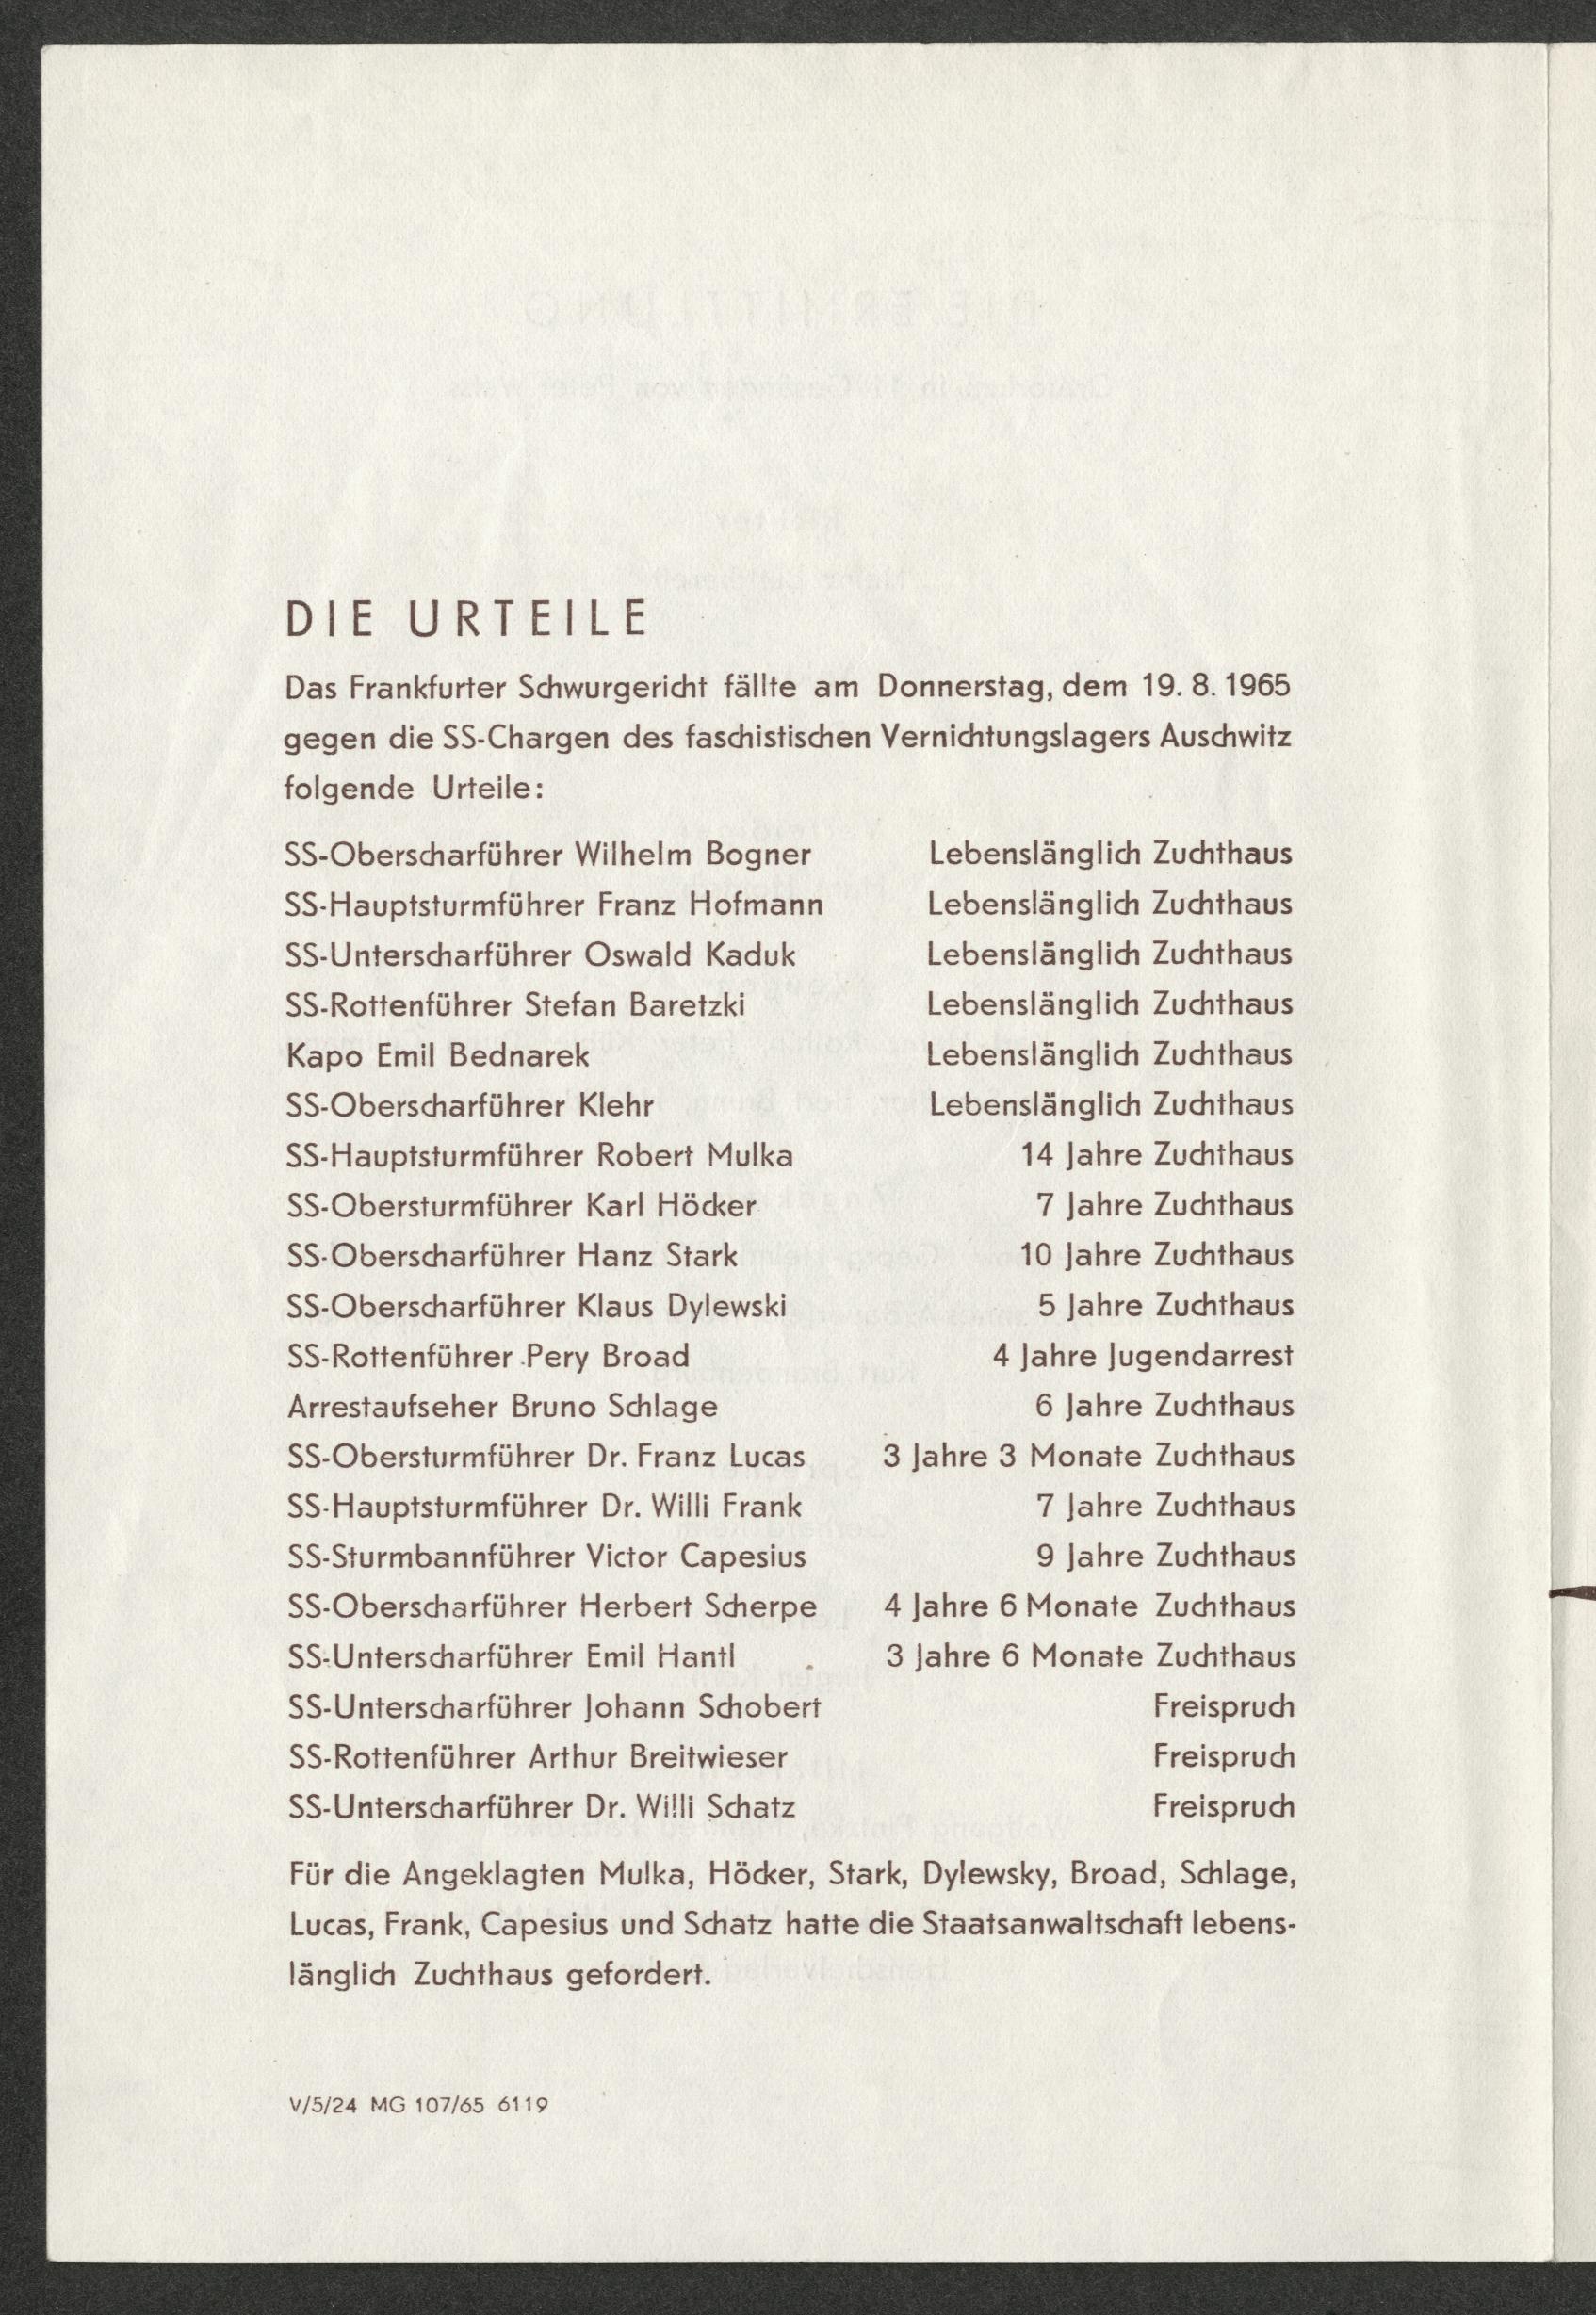 DIE URTEILE
Das Frankfurter Schwurgericht fällte am Donnerstag, dem 19. 8. 1965
gegen die SS-Chargen des faschistischen Vernichtungslagers Auschwitz
folgende Urteile:
SS-Oberscharführer Wilhelm Bogner Lebenslänglich Zuchthaus
SS-Hauptsturmführer Franz Hofmann Lebenslänglich Zuchthaus
SS-Unterscharführer Oswald Kaduk Lebenslänglich Zuchthaus
SS-Rottenführer Stefan Baretzki Lebenslänglich Zuchthaus
Kapo Emil Bednarek Lebenslänglich Zuchthaus
SS-Oberscharführer Klehr Lebenslänglich Zuchthaus
SS-Hauptsturmführer Robert Mulka 14 Jahre Zuchthaus
SS-Obersturmführer Karl Höcker 7 Jahre Zuchthaus
SS-Oberscharführer Hanz Stark 10 Jahre Zuchthaus
SS-Oberscharführer Klaus Dylewski 5 Jahre Zuchthaus
SS-Rottenführer Pery Broad 4 Jahre Jugendarrest
Arrestaufseher Bruno Schlage 6 Jahre Zuchthaus
SS-Obersturmführer Dr. Franz Lucas 3 Jahre 3 Monate Zuchthaus
SS-Hauptsturmführer Dr. Willi Frank 7 Jahre Zuchthaus
SS-Sturmbannführer Victor Capesius 9 Jahre Zuchthaus
SS-Oberscharführer Herbert Scherpe 4 Jahre 6 Monate Zuchthaus
SS-Unterscharführer Emil Hantl 3 Jahre 6 Monate Zuchthaus
SS-Unterscharführer Johann Schobert Freispruch
SS-Rottenführer Arthur Breitwieser Freispruch
SS-Unterscharführer Dr. Willi Schatz Freispruch
Für die Angeklagten Mulka, Höcker, Stark, Dylewsky, Broad, Schlage,
Lucas, Frank, Capesius und Schatz hatte die Staatsanwaltschaft lebens-
länglich Zuchthaus gefordert.
V/5/24 MG 107/65 6119